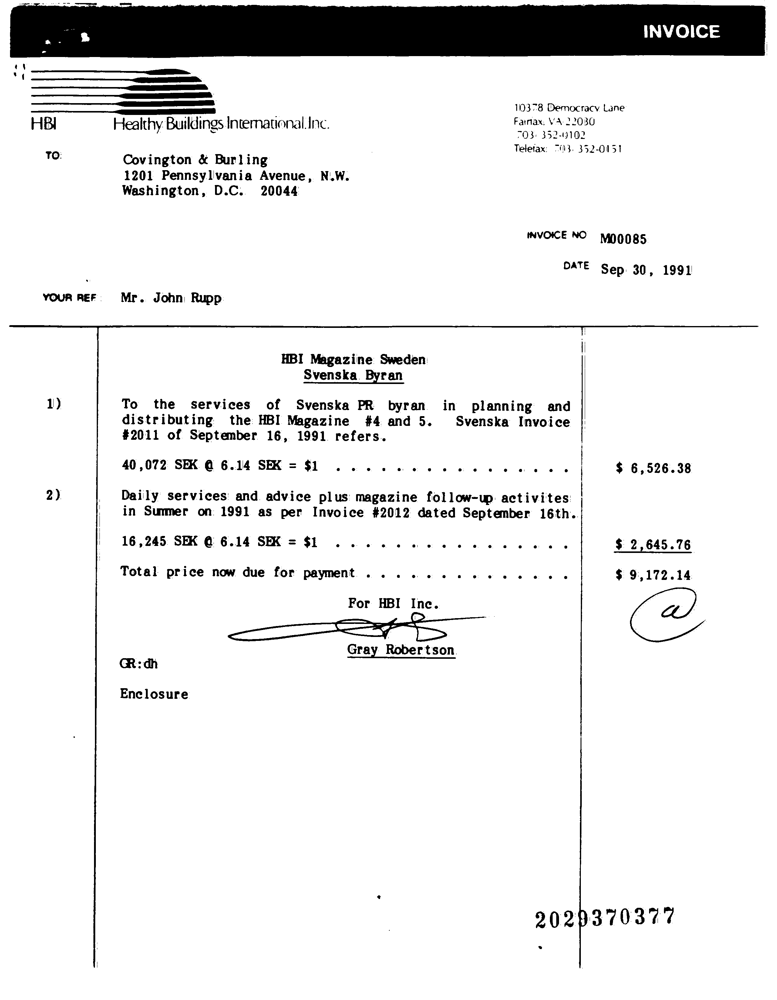 INVOICE
HBI Healthy Buildings International, Inc.
10378 Democracy Lane
Fairfax, VA 22030
703- 352-0102
Telefax: 703- 352-0151
TO: Covington & Burling
1201 Pennsylvania Avenue, N.W.
Washington, D.C. 20044
INVOICE NO M00085
DATE Sep 30, 1991
YOUR REF: Mr. John Rupp
HBI Magazine Sweden
Svenska Byran
1) To the services of Svenska PR byran in planning and
distributing the HBI Magazine #4 and 5. Svenska Invoice
#2011 of September 16, 1991 refers.
40,072 SEK @ 6.14 SEK = $1 . . . . . . . . . . . . . . . . . $ 6,526.38
2) Daily services and advice plus magazine follow-up activites
in Summer on 1991 as per Invoice #2012 dated September 16th.
16,245 SEK @ 6.14 SEK = $1 . . . . . . . . . . . . . . . . . $ 2,645.76
Total price now due for payment . . . . . . . . . . . . . . . $ 9,172.14
For HBI Inc.
a
Gray Robertson
GR:dh
Enclosure
2029370377